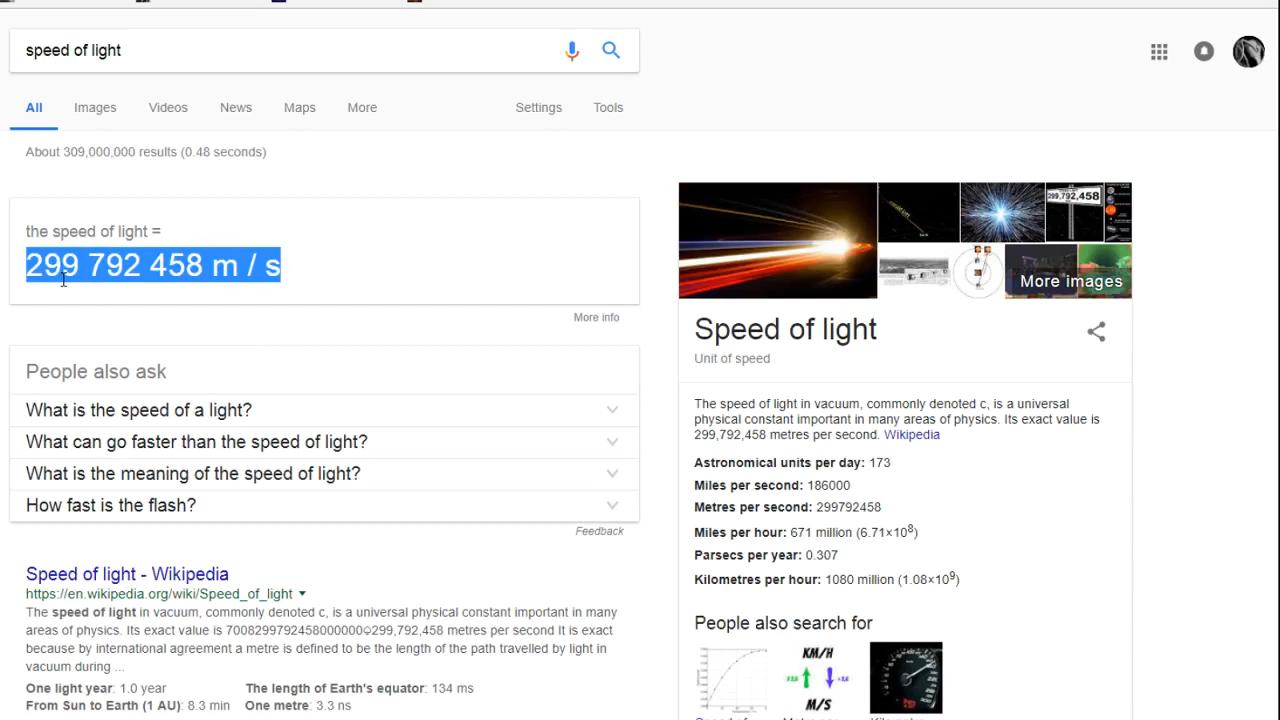 speed of light
All Images Videos News Maps More Settings Tools
About 309,000,000 results (0.48 seconds)
the speed of light =
299 792 458 m / s
More info
People also ask
What is the speed of a light?
What can go faster than the speed of light?
What is the meaning of the speed of light?
How fast is the flash?
Feedback
Speed of light - Wikipedia
https://en.wikipedia.org/wiki/Speed_of_light
The speed of light in vacuum, commonly denoted c, is a universal physical constant important in many
areas of physics. Its exact value is 7008299792458000000♤299,792,458 metres per second It is exact
because by international agreement a metre is defined to be the length of the path travelled by light in
vacuum during ...
One light year: 1.0 year The length of Earth's equator: 134 ms
From Sun to Earth (1 AU): One metre: 3.3 ns
299,792,458
More images
Speed of light
Unit of speed
The speed of light in vacuum, commonly denoted c, is a universal
physical constant important in many areas of physics. Its exact value is
299,792,458 metres per second. Wikipedia
Astronomical units per day: 173
Miles per second: 186000
Metres per second: 299792458
Miles per hour: 671 million (6.71×10⁸)
Parsecs per year: 0.307
Kilometres per hour: 1080 million (1.08×10⁹)
People also search for
KM/H
M/S